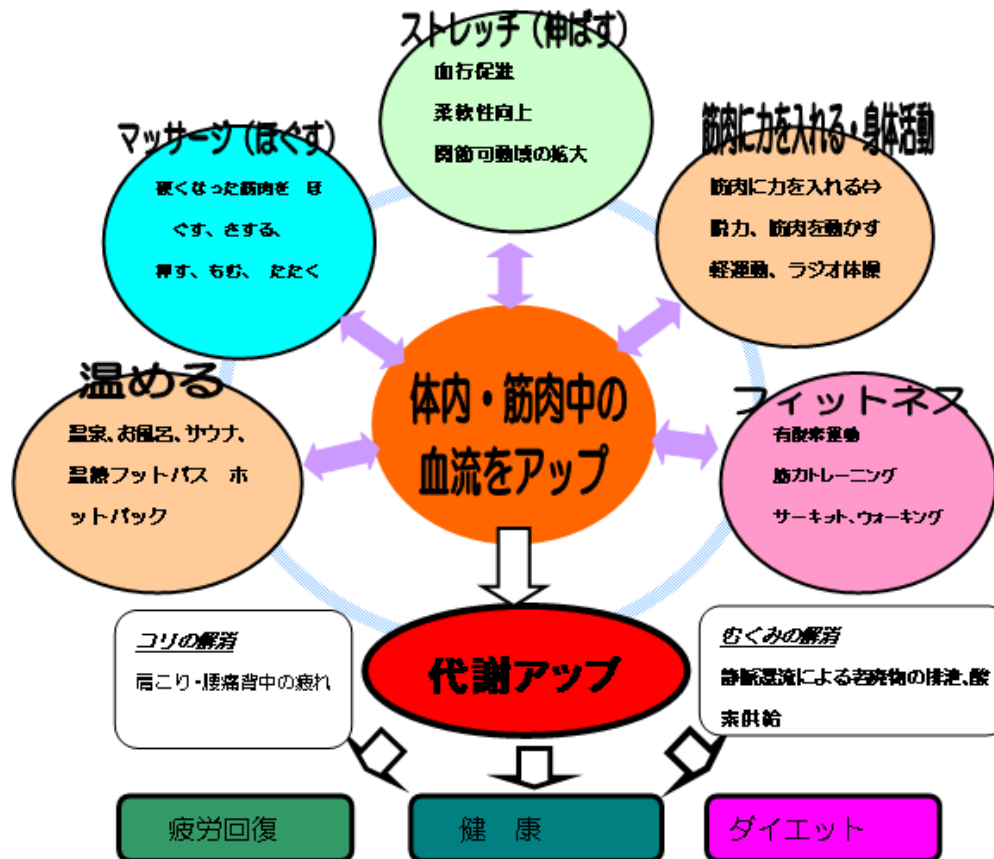 ストレッチ（伸ばす）
血行促進
柔軟性向上
関節可動域の拡大
マッサージ（ほぐす）
硬くなった筋肉を　ほ
ぐす、さする、
押す、もむ、　たたく
筋肉に力を入れる・身体活動
筋肉に力を入れる⇔
脱力、筋肉を動かす
軽運動、ラジオ体操
温める
温泉、お風呂、サウナ、
温熱フットバス　ホ
ットパック
体内・筋肉中の
血流をアップ
フィットネス
有酸素運動
筋力トレーニング
サーキット、ウォーキング
コリの解消
肩こり・腰痛背中の疲れ
代謝アップ
むくみの解消
静脈還流による老廃物の排泄、酸
素供給
疲労回復
健　康
ダイエット